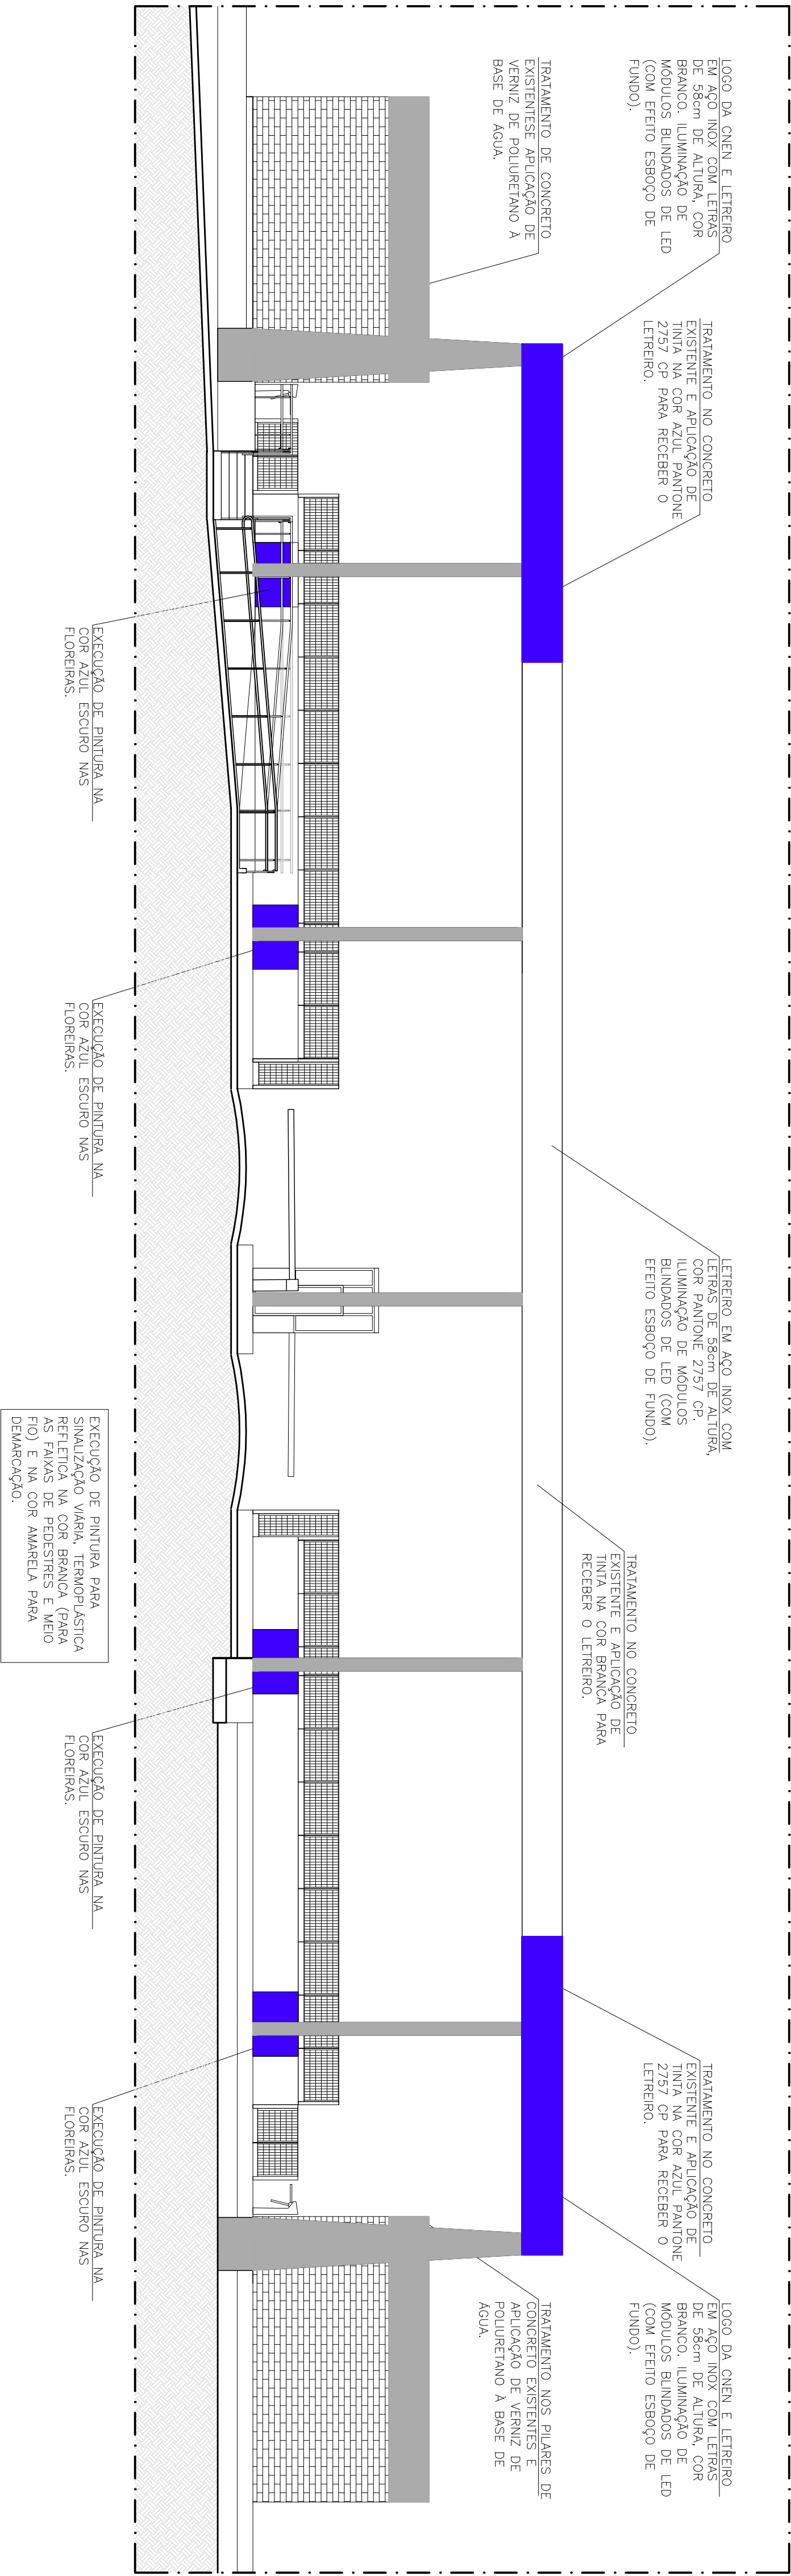 LOGO DA CNEN E LETREIRO
EM AÇO INOX COM LETRAS
DE 58cm DE ALTURA, COR
BRANCO. ILUMINAÇÃO DE
MÓDULOS BLINDADOS DE LED
(COM EFEITO ESBOÇO DE
FUNDO).
TRATAMENTO NO CONCRETO
EXISTENTE E APLICAÇÃO DE
TINTA NA COR AZUL PANTONE
2757 CP PARA RECEBER O
LETREIRO.
TRATAMENTO DE CONCRETO
EXISTENTESE APLICAÇÃO DE
VERNIZ DE POLIURETANO À
BASE DE ÁGUA.
LETREIRO EM AÇO INOX COM
LETRAS DE 58cm DE ALTURA,
COR PANTONE 2757 CP.
ILUMINAÇÃO DE MÓDULOS
BLINDADOS DE LED (COM
EFEITO ESBOÇO DE FUNDO).
TRATAMENTO NO CONCRETO
EXISTENTE E APLICAÇÃO DE
TINTA NA COR BRANCA PARA
RECEBER O LETREIRO.
TRATAMENTO NO CONCRETO
EXISTENTE E APLICAÇÃO DE
TINTA NA COR AZUL PANTONE
2757 CP PARA RECEBER O
LETREIRO.
LOGO DA CNEN E LETREIRO
EM AÇO INOX COM LETRAS
DE 58cm DE ALTURA, COR
BRANCO. ILUMINAÇÃO DE
MÓDULOS BLINDADOS DE LED
(COM EFEITO ESBOÇO DE
FUNDO).
TRATAMENTO NOS PILARES DE
CONCRETO EXISTENTES E
APLICAÇÃO DE VERNIZ DE
POLIURETANO À BASE DE
ÁGUA.
EXECUÇÃO DE PINTURA NA
COR AZUL ESCURO NAS
FLOREIRAS.
EXECUÇÃO DE PINTURA NA
COR AZUL ESCURO NAS
FLOREIRAS.
EXECUÇÃO DE PINTURA PARA
SINALIZAÇÃO VIÁRIA, TERMOPLÁSTICA
REFLETICA NA COR BRANCA (PARA
AS FAIXAS DE PEDESTRES E MEIO
FIO) E NA COR AMARELA PARA
DEMARCAÇÃO.
EXECUÇÃO DE PINTURA NA
COR AZUL ESCURO NAS
FLOREIRAS.
EXECUÇÃO DE PINTURA NA
COR AZUL ESCURO NAS
FLOREIRAS.